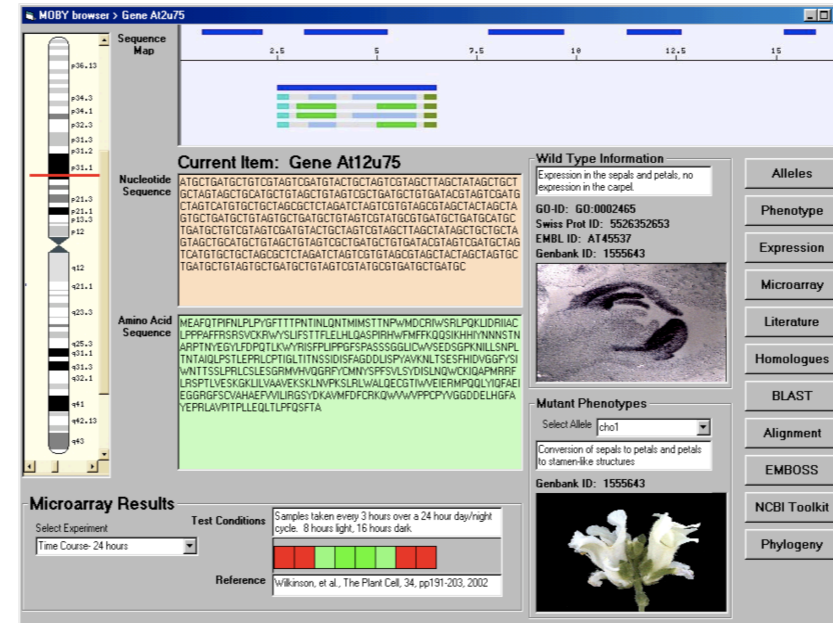 MOBY browser > Gene At2u75
p36.13
p34.3
p34.1
p32.3
p31.3
p31.2
p31.1
p21.3
p21.1
p13.3
p12
q12
q21.1
q23.3
q25.3
q31.1
q31.3
q32.1
q41
q42.13
q43
Sequence
Map
2.5 5 7.5 10 12.5 15
Current Item: Gene At12u75
Nucleotide
Sequence
ATGCTGATGCTGTCGTAGTCGATGTACTGCTAGTCGTAGCTTAGCTATAGCTGCT
GCTAGTAGCTGCATGCTGTAGCTGTAGTCGCTGATGCTGTGATACGTAGTCGATG
CTAGTCATGTGCTGCTAGCGCTCTAGATCTAGTCGTGTAGCGTAGCTACTAGCTA
GTGCTGATGCTGTAGTGCTGATGCTGTAGTCGTATGCGTGATGCTGATGCATGC
TGATGCTGTCGTAGTCGATGTACTGCTAGTCGTAGCTTAGCTATAGCTGCTGCTA
GTAGCTGCATGCTGTAGCTGTAGTCGCTGATGCTGTGATACGTAGTCGATGCTAG
TCATGTGCTGCTAGCGCTCTAGATCTAGTCGTGTAGCGTAGCTACTAGCTAGTGC
TGATGCTGTAGTGCTGATGCTGTAGTCGTATGCGTGATGCTGATGC
Amino Acid
Sequence
MEAFQTPIFNLPLPYGFTTTPNTINLQNTMIMSTTNPWMDCRIWSRLPQKLIDRIIAC
LPPPAFFRSRSVCKRWYSLIFSTTFLELHLQASPIRHWFMFFKQQSIKHHIYNNNSTN
ARPTNYEGYLFDPQTLKWYRISFPLIPPGFSPASSSGGLICWVSEDSGPKNILLSNPL
TNTAIQLPSTLEPRLCPTIGLTITNSSIDISFAGDDLISPYAVKNLTSESFHIDVGGFYSI
WNTTSSLPRLCSLESGRMVHVQGRFYCMNYSPFSVLSYDISLNQWCKIQAPMRRF
LRSPTLVESKGKLILVAAVEKSKLNVPKSLRLWALQECGTIWVEIERMPQQLYIQFAEI
EGGRGFSCVAHAEFVVILIRGSYDKAVMFDFCRKQWVWVPPCPYVGGDDELHGFA
YEPRLAVPITPLLEQLTLPFQSFTA
Wild Type Information
Expression in the sepals and petals, no
expression in the carpel.
GO-ID: GO:0002465
Swiss Prot ID: 5526352653
EMBL ID: AT45537
Genbank ID: 1555643
Mutant Phenotypes
Select Allele cho1
Conversion of sepals to petals and petals
to stamen-like structures
Genbank ID: 1555643
Alleles
Phenotype
Expression
Microarray
Literature
Homologues
BLAST
Alignment
EMBOSS
NCBI Toolkit
Phylogeny
Microarray Results
Select Experiment
Time Course- 24 hours
Test Conditions
Samples taken every 3 hours over a 24 hour day/night
cycle. 8 hours light, 16 hours dark
Reference
Wilkinson, et al., The Plant Cell, 34, pp191-203, 2002